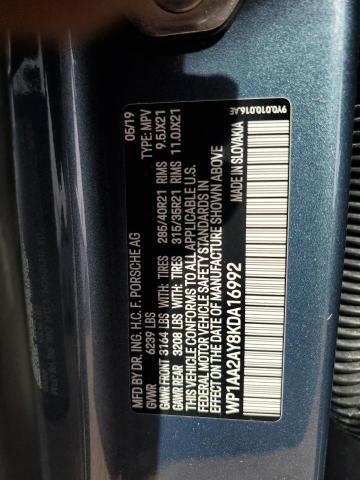 9Y0.010.016.AE
MFD BY DR. ING. H.C. F. PORSCHE AG 05/19
GVWR 6239 LBS TYPE: MPV
GAWR FRONT 3164 LBS TIRES 285/40R21 RIMS 9.5JX21
GAWR REAR 3208 LBS TIRES 315/35R21 RIMS 11.0JX21
THIS VEHICLE CONFORMS TO ALL APPLICABLE U.S.
FEDERAL MOTOR VEHICLE SAFETY STANDARDS IN
EFFECT ON THE DATE OF MANUFACTURE SHOWN ABOVE
WP1AA2AY8KDA16992 MADE IN SLOVAKIA